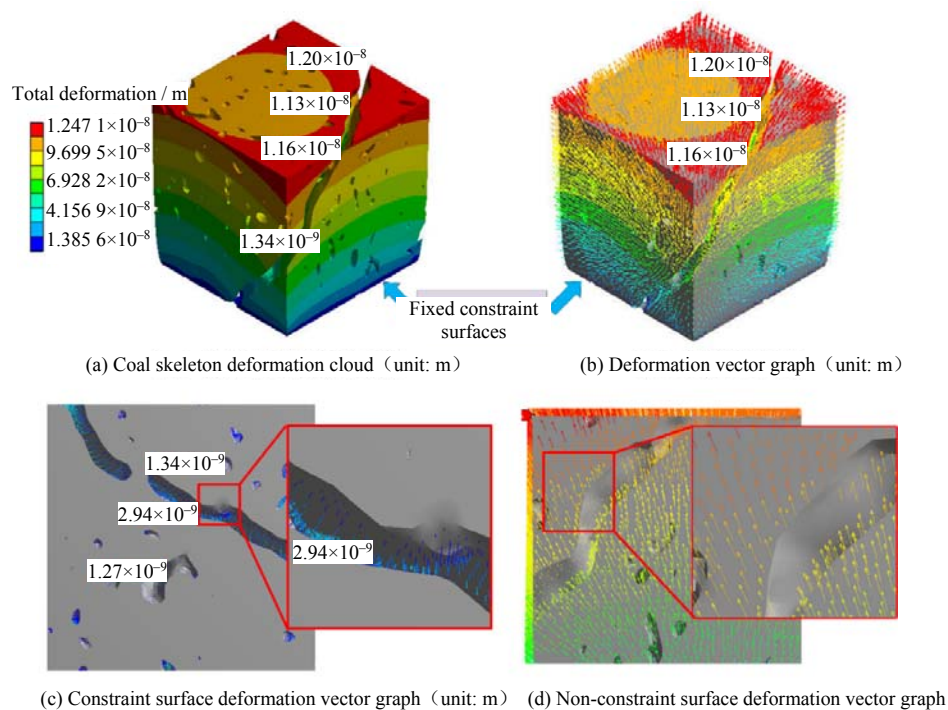 1.20×10⁻⁸
1.20×10⁻⁸
Total deformation / m
1.13×10⁻⁸
1.13×10⁻⁸
1.247 1×10⁻⁸
9.699 5×10⁻⁸
6.928 2×10⁻⁸
4.156 9×10⁻⁸
1.385 6×10⁻⁸
1.16×10⁻⁸
1.16×10⁻⁸
1.34×10⁻⁹
Fixed constraint
surfaces
(a) Coal skeleton deformation cloud（unit: m）
(b) Deformation vector graph（unit: m）
1.34×10⁻⁹
2.94×10⁻⁹
2.94×10⁻⁹
1.27×10⁻⁹
(c) Constraint surface deformation vector graph（unit: m）
(d) Non-constraint surface deformation vector graph